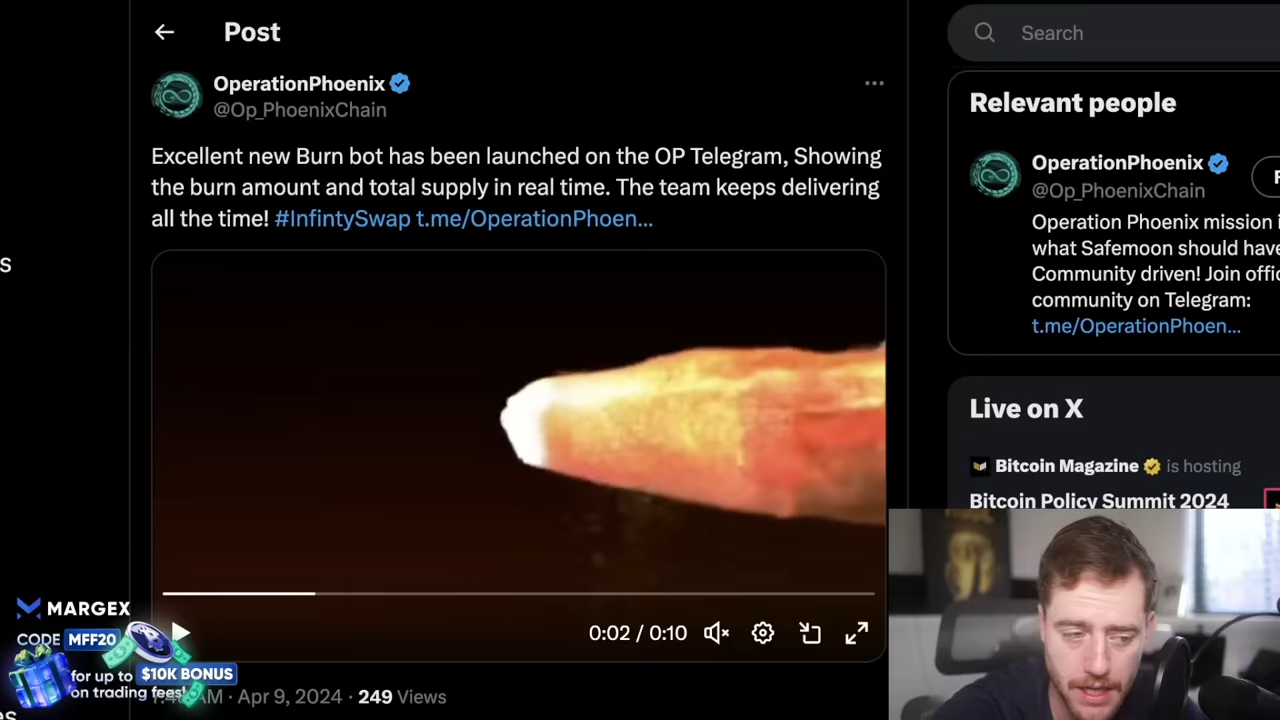 Post
Search
OperationPhoenix
@Op_PhoenixChain
Excellent new Burn bot has been launched on the OP Telegram, Showing
the burn amount and total supply in real time. The team keeps delivering
all the time! #InfintySwap t.me/OperationPhoen...
0:02 / 0:10
AM · Apr 9, 2024 · 249 Views
Relevant people
OperationPhoenix
@Op_PhoenixChain
Operation Phoenix mission i
what Safemoon should have
Community driven! Join offic
community on Telegram:
t.me/OperationPhoen...
Live on X
Bitcoin Magazine is hosting
Bitcoin Policy Summit 2024
s
MARGEX
CODE MFF20
for up to $10K BONUS
on trading fees!